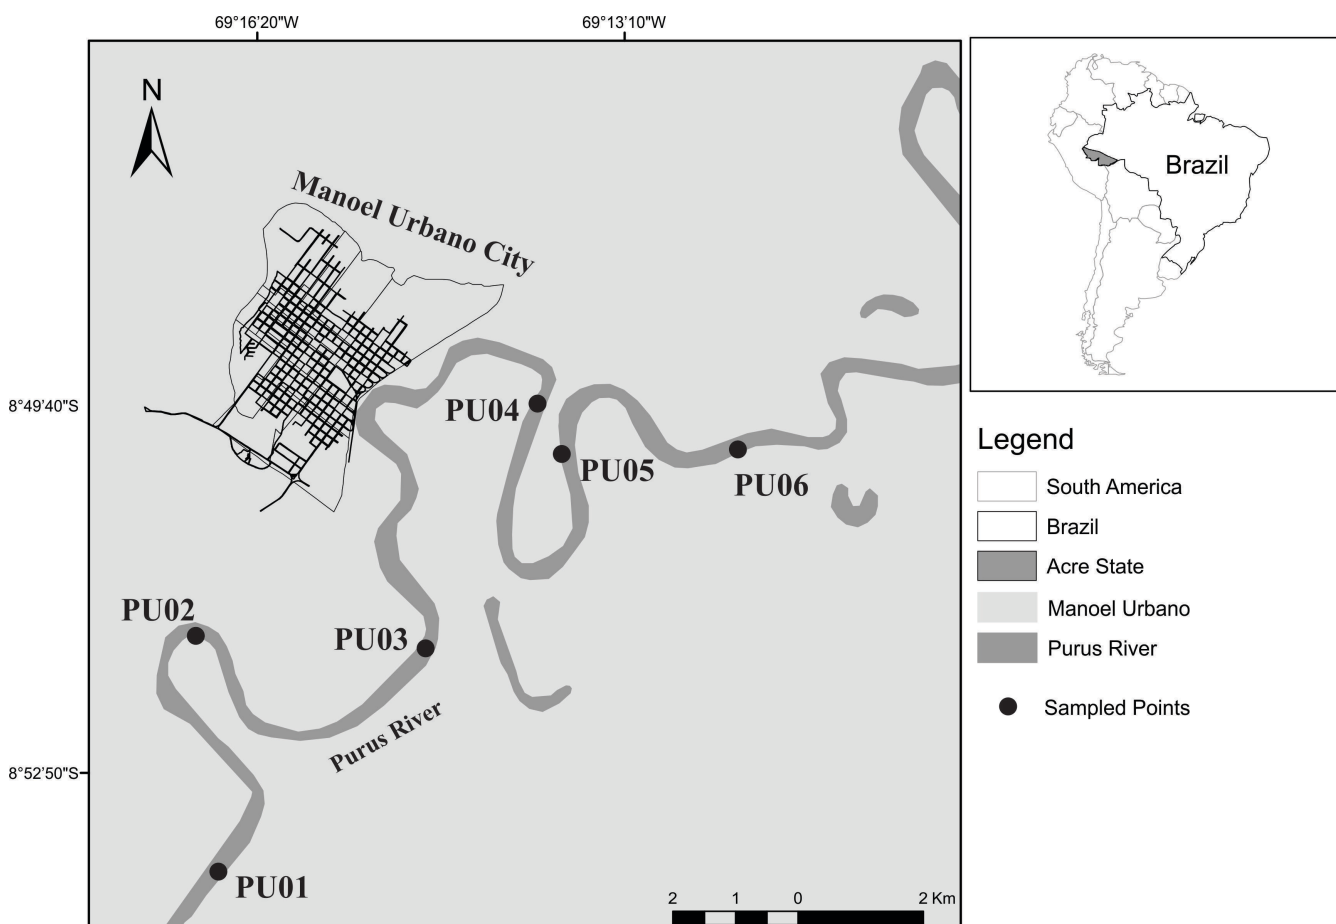 69°16'20"W
69°13'10"W
N
Manoel Urbano City
Brazil
8°49'40"S
PU04
PU05
PU06
Legend
South America
Brazil
Acre State
Manoel Urbano
Purus River
Sampled Points
PU02
PU03
Purus River
8°52'50"S
PU01
2 1 0 2 Km